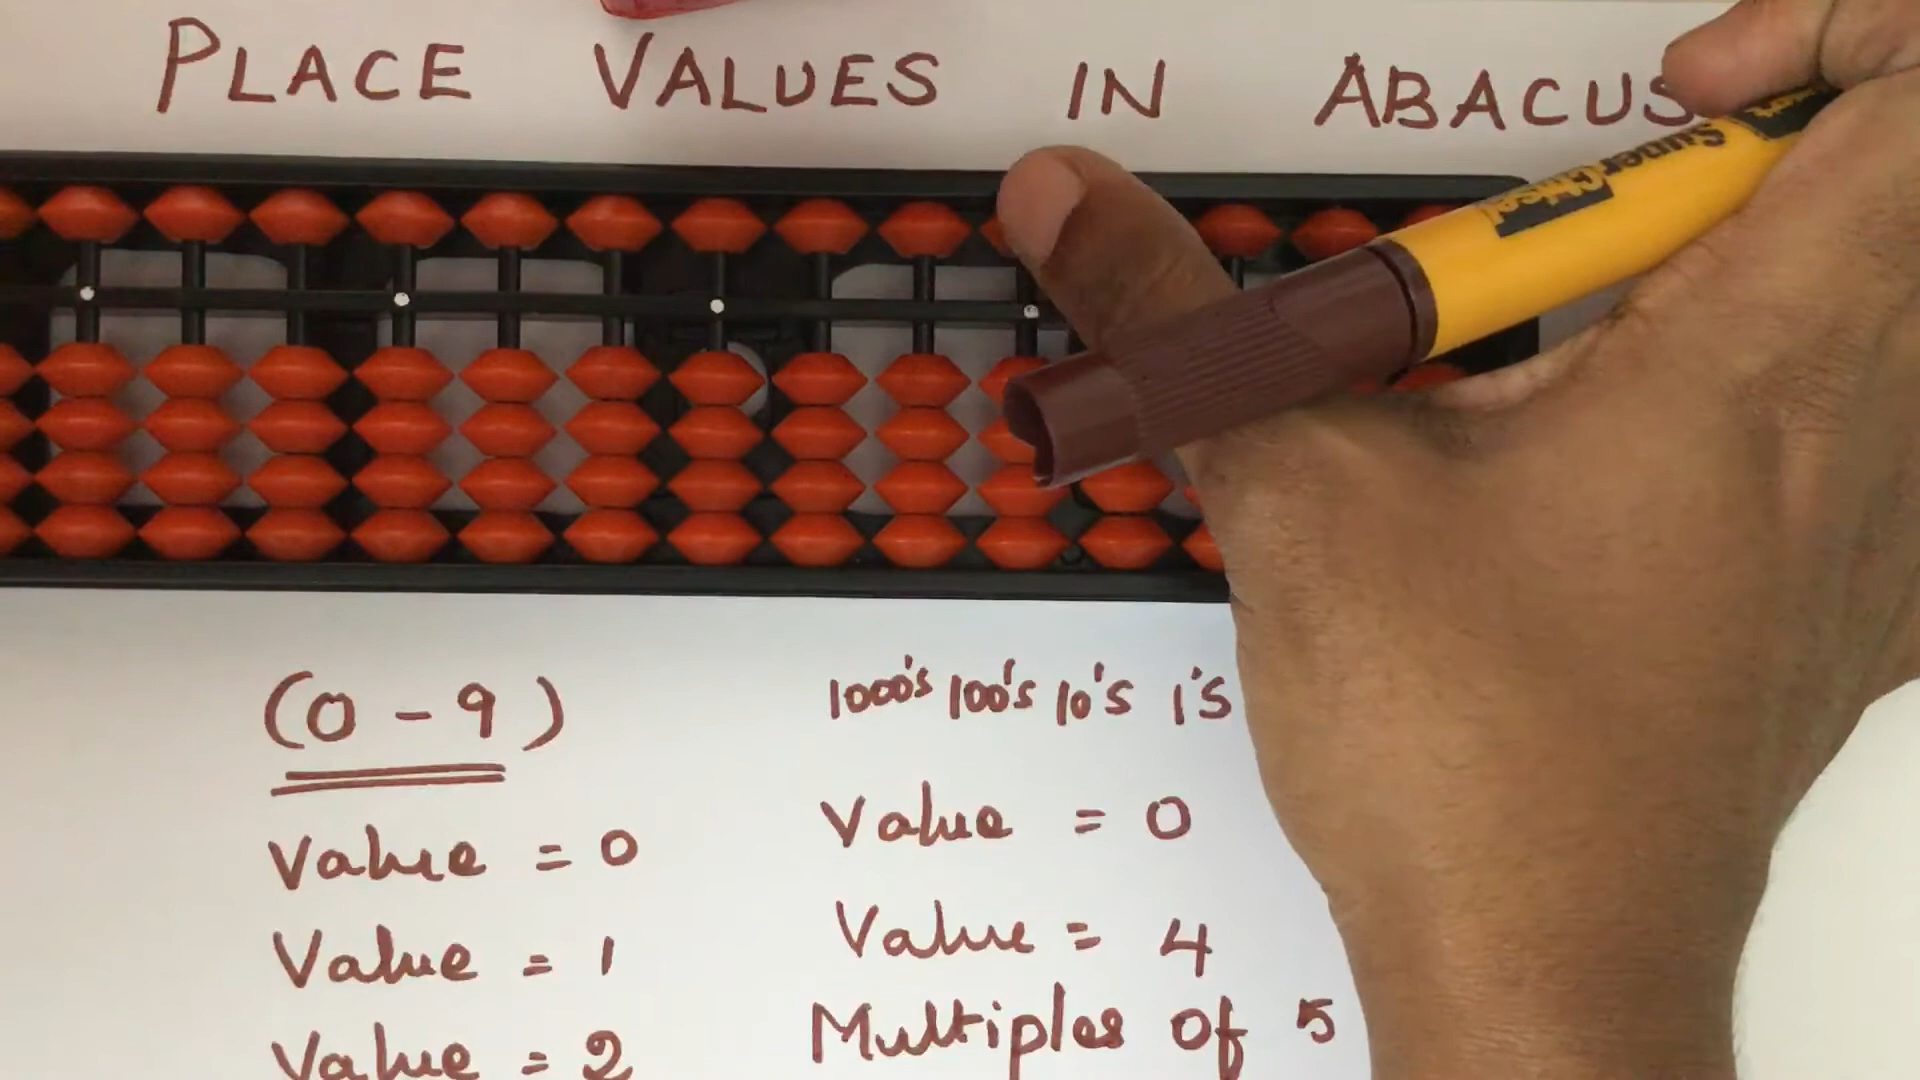 PLACE VALUES IN ABACUS
SuperChisel
(0 - 9)
Value = 0
Value = 1
Value = 2
1000's 100's 10's 1's
Value = 0
Value = 4
Multiples of 5